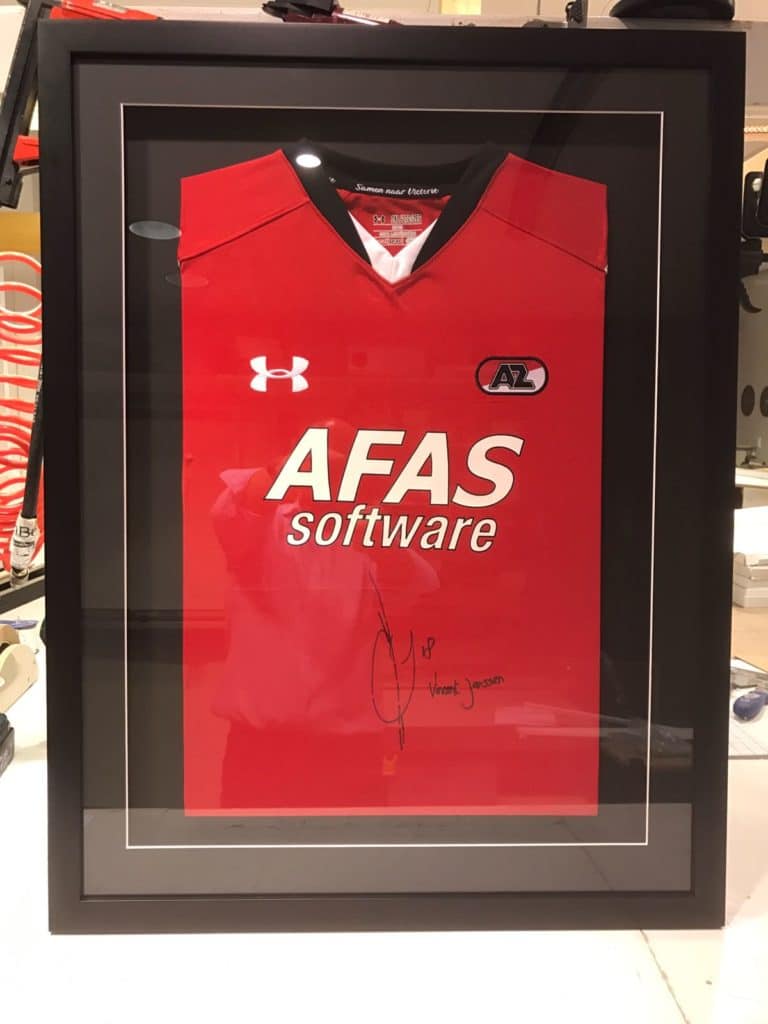 Samen naar Victorie
AZ
AFAS
software
18
Vincent Janssen